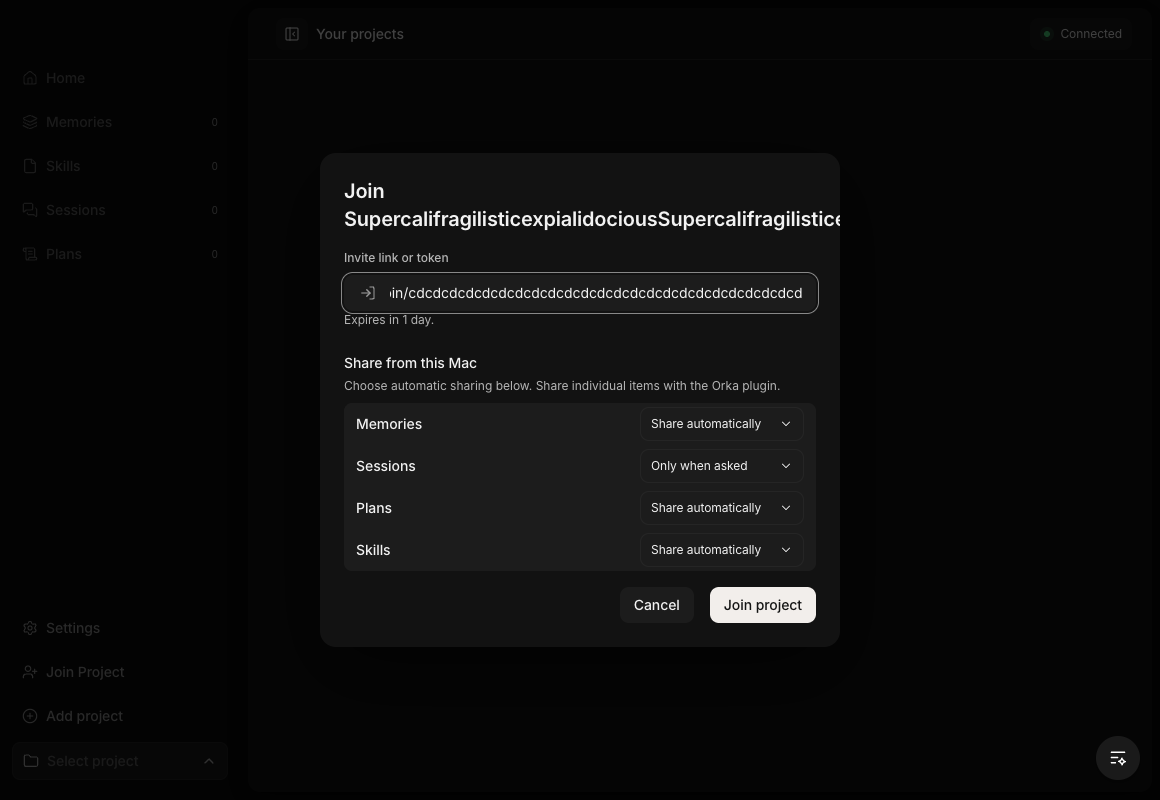 Your projects
Connected
Home
Memories 0
Skills 0
Sessions 0
Plans 0
Join
SupercalifragilisticexpialidociousSupercalifragilistice
Invite link or token
in/cdcdcdcdcdcdcdcdcdcdcdcdcdcdcdcdcdcdcdcdcdcdcdcd
Expires in 1 day.
Share from this Mac
Choose automatic sharing below. Share individual items with the Orka plugin.
Memories Share automatically
Sessions Only when asked
Plans Share automatically
Skills Share automatically
Cancel Join project
Settings
Join Project
Add project
Select project